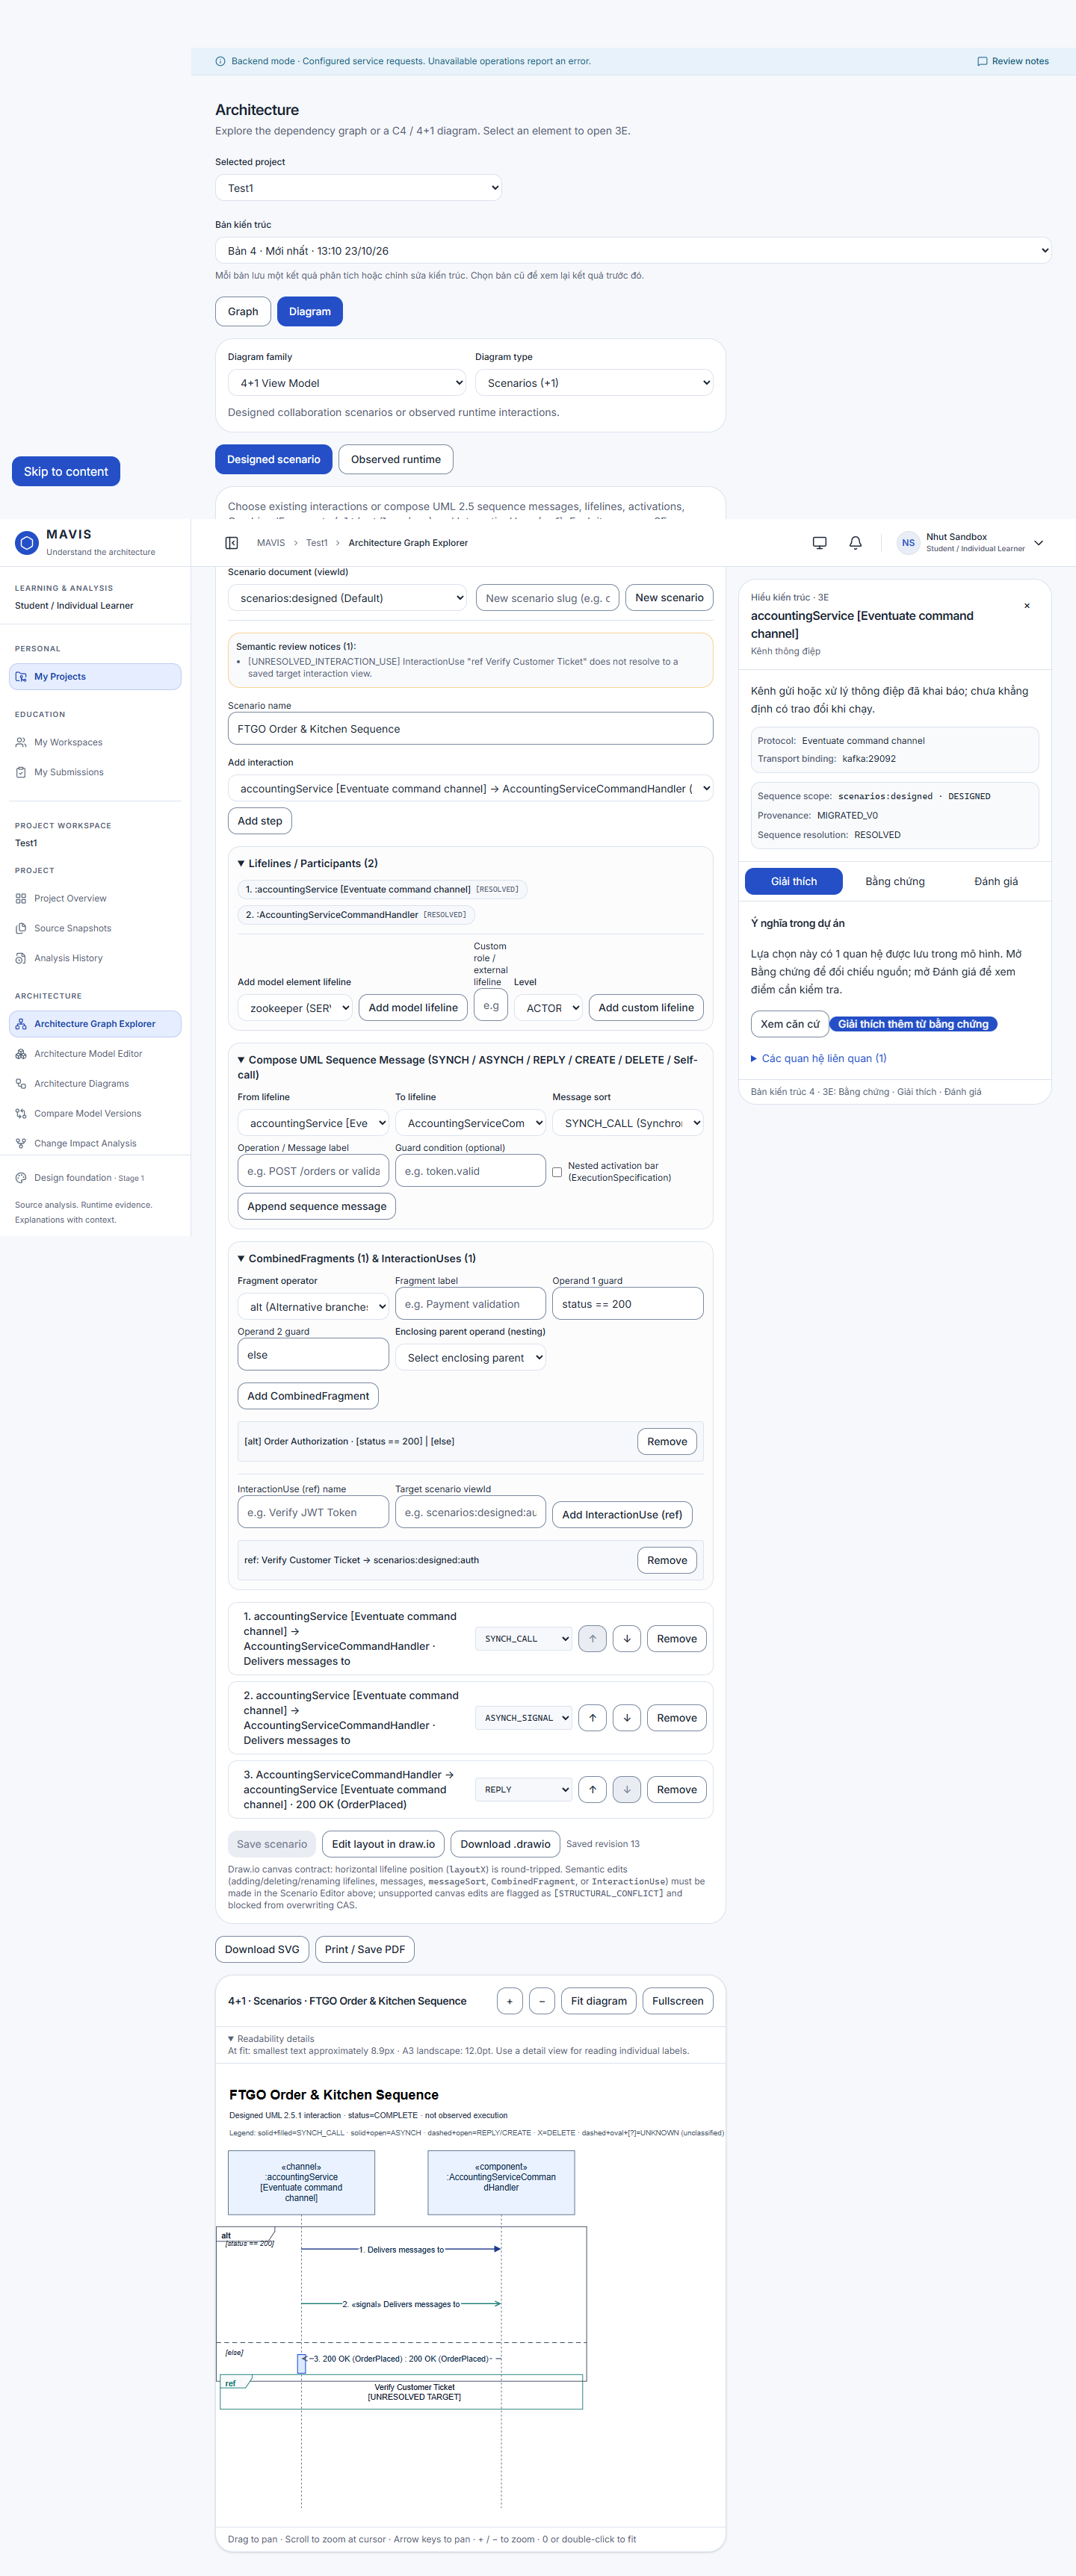 Backend mode · Configured service requests. Unavailable operations report an error.
Review notes
Architecture
Explore the dependency graph or a C4 / 4+1 diagram. Select an element to open 3E.
Selected project
Test1
Bản kiến trúc
Bản 4 · Mới nhất · 13:10 23/10/26
Mỗi bản lưu một kết quả phân tích hoặc chỉnh sửa kiến trúc. Chọn bản cũ để xem lại kết quả trước đó.
Graph
Diagram
Diagram family
Diagram type
4+1 View Model
Scenarios (+1)
Designed collaboration scenarios or observed runtime interactions.
Skip to content
Designed scenario
Observed runtime
Choose existing interactions or compose UML 2.5 sequence messages, lifelines, activations,
MAVIS
Understand the architecture
MAVIS > Test1 > Architecture Graph Explorer
NS
Nhut Sandbox
Student / Individual Learner
LEARNING & ANALYSIS
Student / Individual Learner
PERSONAL
My Projects
EDUCATION
My Workspaces
My Submissions
PROJECT WORKSPACE
Test1
PROJECT
Project Overview
Source Snapshots
Analysis History
ARCHITECTURE
Architecture Graph Explorer
Architecture Model Editor
Architecture Diagrams
Compare Model Versions
Change Impact Analysis
Design foundation · Stage 1
Source analysis. Runtime evidence.
Explanations with context.
Scenario document (viewId)
scenarios:designed (Default)
New scenario slug (e.g. c
New scenario
Semantic review notices (1):
• [UNRESOLVED_INTERACTION_USE] InteractionUse "ref Verify Customer Ticket" does not resolve to a
saved target interaction view.
Scenario name
FTGO Order & Kitchen Sequence
Add interaction
accountingService [Eventuate command channel] → AccountingServiceCommandHandler (
Add step
▼ Lifelines / Participants (2)
1. :accountingService [Eventuate command channel] [RESOLVED]
2. :AccountingServiceCommandHandler [RESOLVED]
Add model element lifeline
Custom
role /
external
lifeline
Level
zookeeper (SER
Add model lifeline
e.g
ACTOR
Add custom lifeline
▼ Compose UML Sequence Message (SYNCH / ASYNCH / REPLY / CREATE / DELETE / Self-
call)
From lifeline
To lifeline
Message sort
accountingService [Eve
AccountingServiceCom
SYNCH_CALL (Synchro
Operation / Message label
Guard condition (optional)
e.g. POST /orders or valida
e.g. token.valid
Nested activation bar
(ExecutionSpecification)
Append sequence message
▼ CombinedFragments (1) & InteractionUses (1)
Fragment operator
Fragment label
Operand 1 guard
alt (Alternative branches
e.g. Payment validation
status == 200
Operand 2 guard
Enclosing parent operand (nesting)
else
Select enclosing parent
Add CombinedFragment
[alt] Order Authorization · [status == 200] | [else]
Remove
InteractionUse (ref) name
Target scenario viewId
e.g. Verify JWT Token
e.g. scenarios:designed:au
Add InteractionUse (ref)
ref: Verify Customer Ticket → scenarios:designed:auth
Remove
1. accountingService [Eventuate command
channel] →
AccountingServiceCommandHandler ·
Delivers messages to
SYNCH_CALL
↑
↓
Remove
2. accountingService [Eventuate command
channel] →
AccountingServiceCommandHandler ·
Delivers messages to
ASYNCH_SIGNAL
↑
↓
Remove
3. AccountingServiceCommandHandler →
accountingService [Eventuate command
channel] · 200 OK (OrderPlaced)
REPLY
↑
↓
Remove
Save scenario
Edit layout in draw.io
Download .drawio
Saved revision 13
Draw.io canvas contract: horizontal lifeline position (layoutX) is round-tripped. Semantic edits
(adding/deleting/renaming lifelines, messages, messageSort, CombinedFragment, or InteractionUse) must be
made in the Scenario Editor above; unsupported canvas edits are flagged as [STRUCTURAL_CONFLICT] and
blocked from overwriting CAS.
Download SVG
Print / Save PDF
4+1 · Scenarios · FTGO Order & Kitchen Sequence
+
−
Fit diagram
Fullscreen
▼ Readability details
At fit: smallest text approximately 8.9px · A3 landscape: 12.0pt. Use a detail view for reading individual labels.
FTGO Order & Kitchen Sequence
Designed UML 2.5.1 interaction · status=COMPLETE · not observed execution
Legend: solid+filled=SYNCH_CALL · solid+open=ASYNCH · dashed+open=REPLY/CREATE · X=DELETE · dashed+oval+[?]=UNKNOWN (unclassified)
«channel»
:accountingService
[Eventuate command
channel]
«component»
:AccountingServiceComman
dHandler
alt
[status == 200]
1. Delivers messages to
2. «signal» Delivers messages to
[else]
3. 200 OK (OrderPlaced) : 200 OK (OrderPlaced)
ref
Verify Customer Ticket
[UNRESOLVED TARGET]
Drag to pan · Scroll to zoom at cursor · Arrow keys to pan · + / − to zoom · 0 or double-click to fit
Hiểu kiến trúc · 3E
×
accountingService [Eventuate command
channel]
Kênh thông điệp
Kênh gửi hoặc xử lý thông điệp đã khai báo; chưa khẳng
định có trao đổi khi chạy.
Protocol: Eventuate command channel
Transport binding: kafka:29092
Sequence scope: scenarios:designed · DESIGNED
Provenance: MIGRATED_V0
Sequence resolution: RESOLVED
Giải thích
Bằng chứng
Đánh giá
Ý nghĩa trong dự án
Lựa chọn này có 1 quan hệ được lưu trong mô hình. Mở
Bằng chứng để đối chiếu nguồn; mở Đánh giá để xem
điểm cần kiểm tra.
Xem căn cứ
Giải thích thêm từ bằng chứng
▶ Các quan hệ liên quan (1)
Bản kiến trúc 4 · 3E: Bằng chứng · Giải thích · Đánh giá